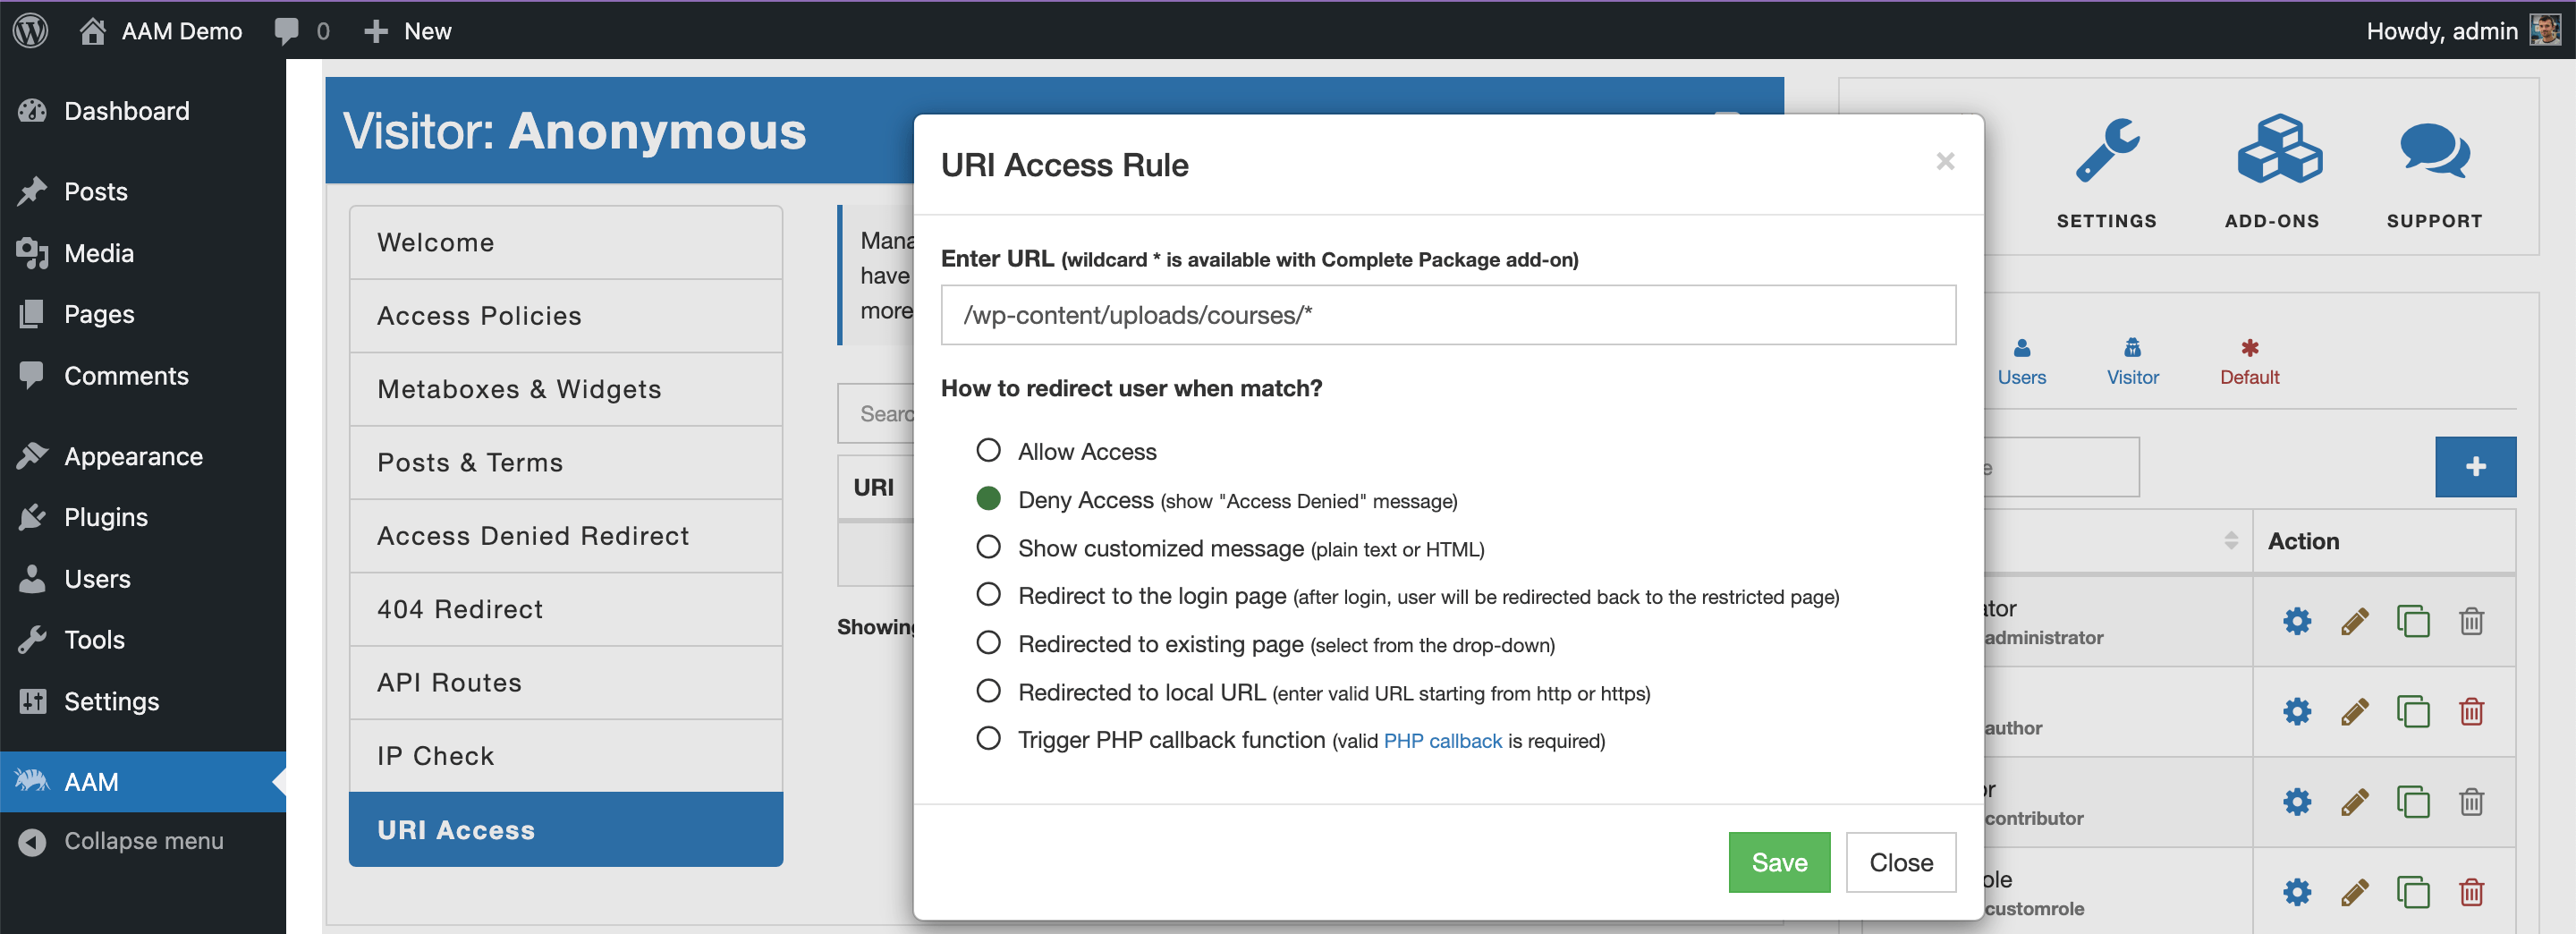 AAM Demo
0
New
Howdy, admin
Dashboard
Posts
Media
Pages
Comments
Appearance
Plugins
Users
Tools
Settings
AAM
Collapse menu
Visitor: Anonymous
Welcome
Access Policies
Metaboxes & Widgets
Posts & Terms
Access Denied Redirect
404 Redirect
API Routes
IP Check
URI Access
have
more
URI
URI Access Rule
×
Enter URL (wildcard * is available with Complete Package add-on)
/wp-content/uploads/courses/*
How to redirect user when match?
Allow Access
Deny Access (show "Access Denied" message)
Show customized message (plain text or HTML)
Redirect to the login page (after login, user will be redirected back to the restricted page)
Redirected to existing page (select from the drop-down)
Redirected to local URL (enter valid URL starting from http or https)
Trigger PHP callback function (valid PHP callback is required)
Save
Close
SETTINGS
ADD-ONS
SUPPORT
Users
Visitor
Default
Action
administrator
author
contributor
customrole